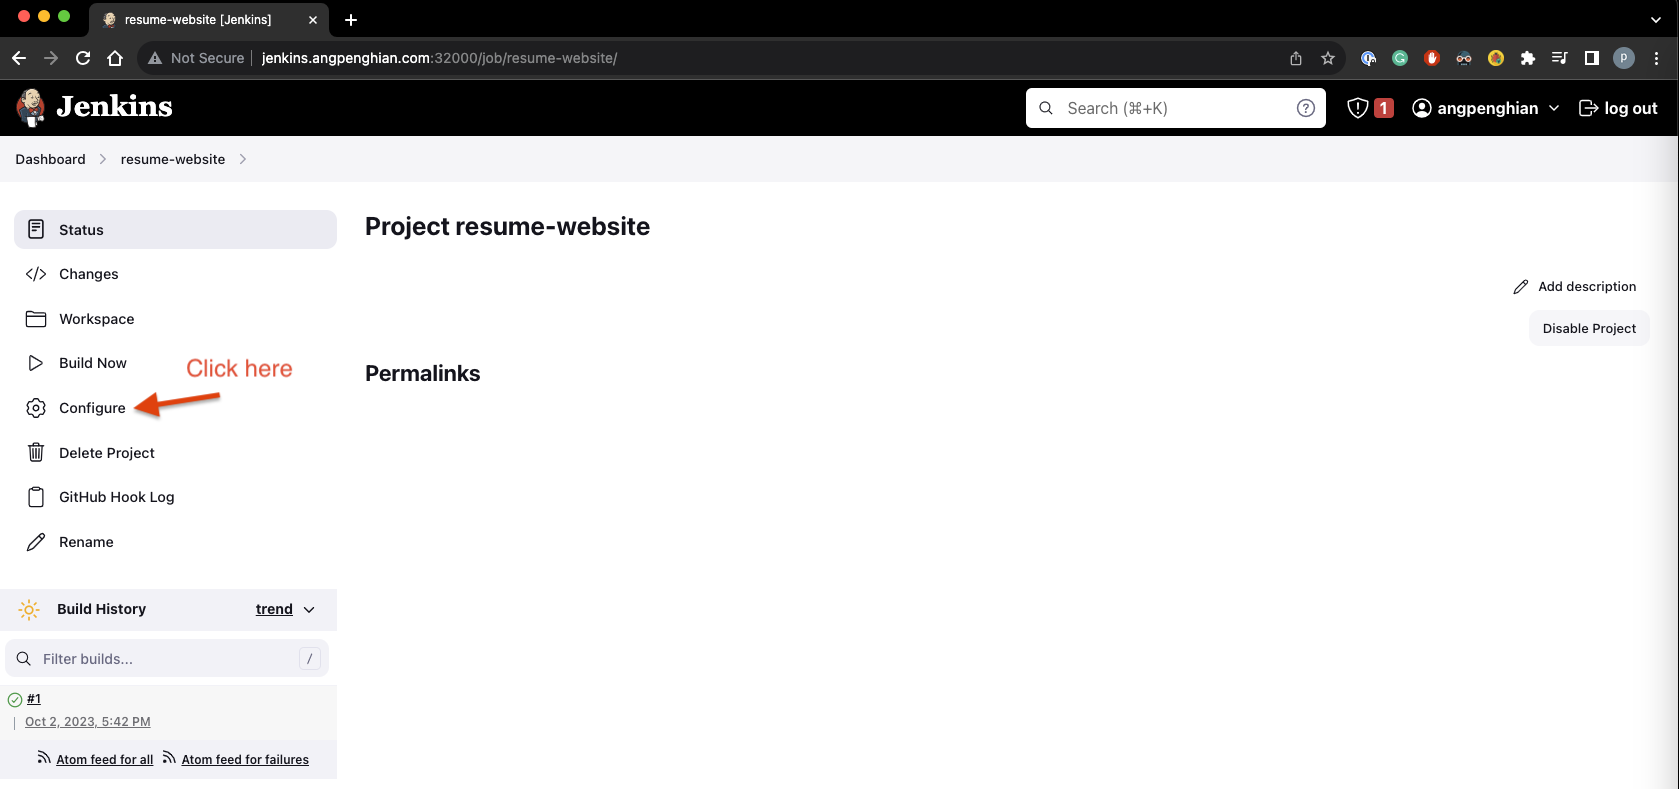 resume-website [Jenkins]
Not Secure | jenkins.angpenghian.com:32000/job/resume-website/
P
Jenkins
Search (⌘+K)
?
1
angpenghian
log out
Dashboard
resume-website
Status
Changes
Workspace
Build Now
Click here
Configure
Delete Project
GitHub Hook Log
Rename
Project resume-website
Add description
Disable Project
Permalinks
Build History
trend
Filter builds...
/
#1
Oct 2, 2023, 5:42 PM
Atom feed for all
Atom feed for failures